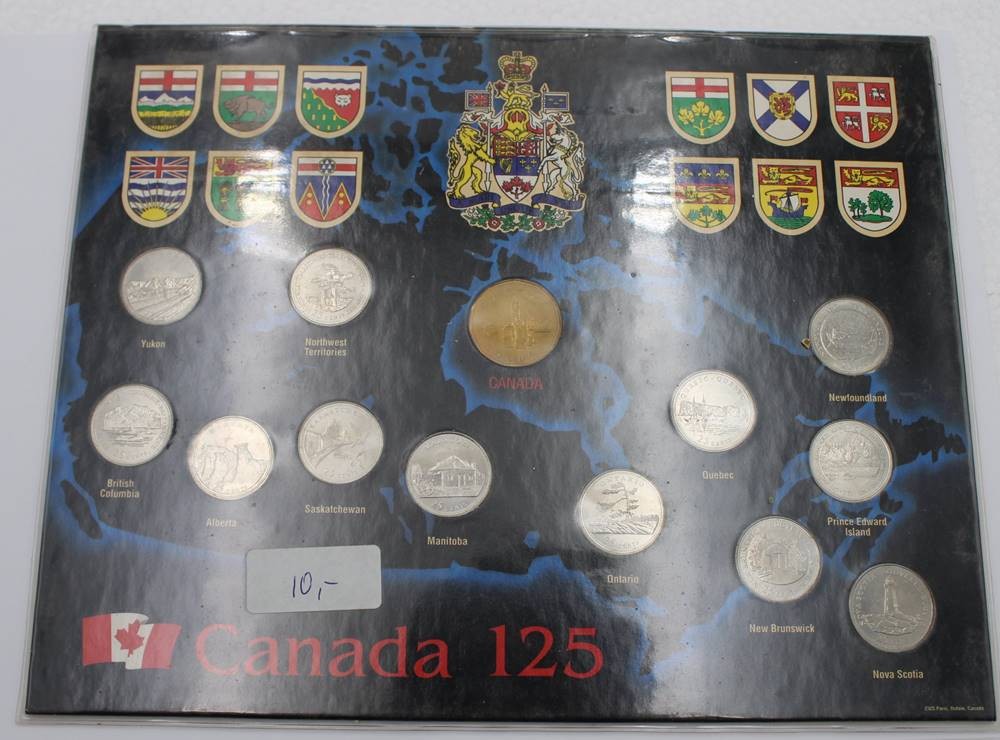 Yukon
Northwest
Territories
CANADA
Newfoundland
British
Columbia
Alberta
Saskatchewan
Manitoba
Quebec
Prince Edward
Island
Ontario
New Brunswick
Nova Scotia
10,-
Canada 125